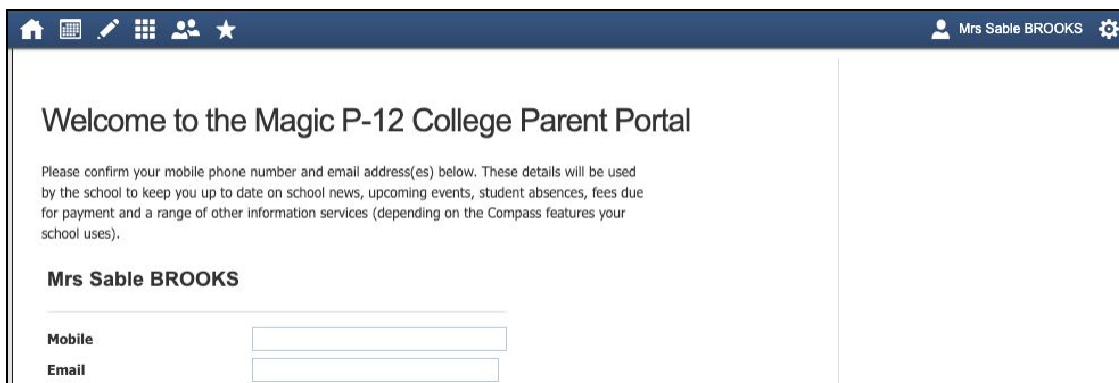 Mrs Sable BROOKS
Welcome to the Magic P-12 College Parent Portal
Please confirm your mobile phone number and email address(es) below. These details will be used
by the school to keep you up to date on school news, upcoming events, student absences, fees due
for payment and a range of other information services (depending on the Compass features your
school uses).
Mrs Sable BROOKS
Mobile
Email